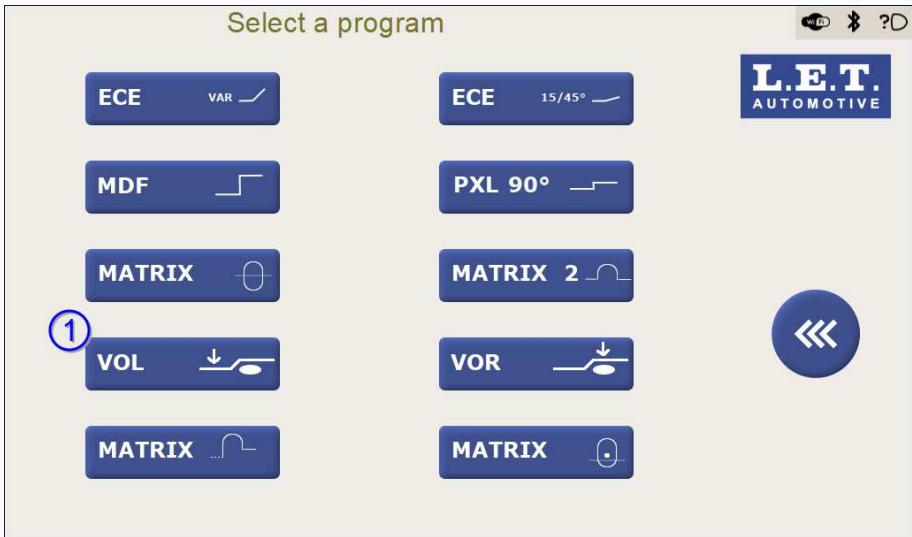 Select a program
WiFi ?
L.E.T.
AUTOMOTIVE
ECE VAR
ECE 15/45°
MDF
PXL 90°
MATRIX
MATRIX 2
1
VOL
VOR
MATRIX
MATRIX